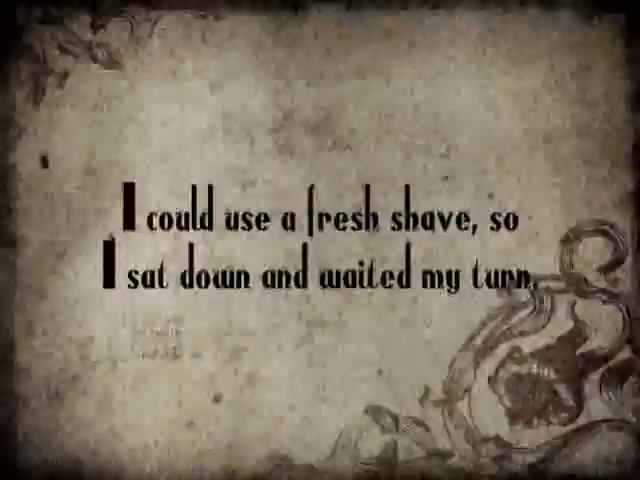 I could use a fresh shave, so
I sat down and waited my turn.